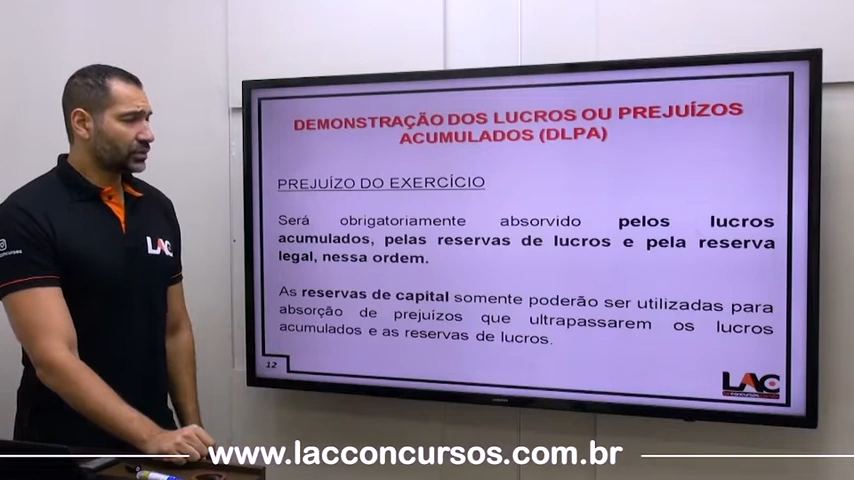 DEMONSTRAÇÃO DOS LUCROS OU PREJUÍZOS
ACUMULADOS (DLPA)
PREJUÍZO DO EXERCÍCIO
Será obrigatoriamente absorvido pelos lucros
acumulados, pelas reservas de lucros e pela reserva
legal, nessa ordem.
As reservas de capital somente poderão ser utilizadas para
absorção de prejuízos que ultrapassarem os lucros
acumulados e as reservas de lucros.
12
LAC
LAC
www.lacconcursos.com.br